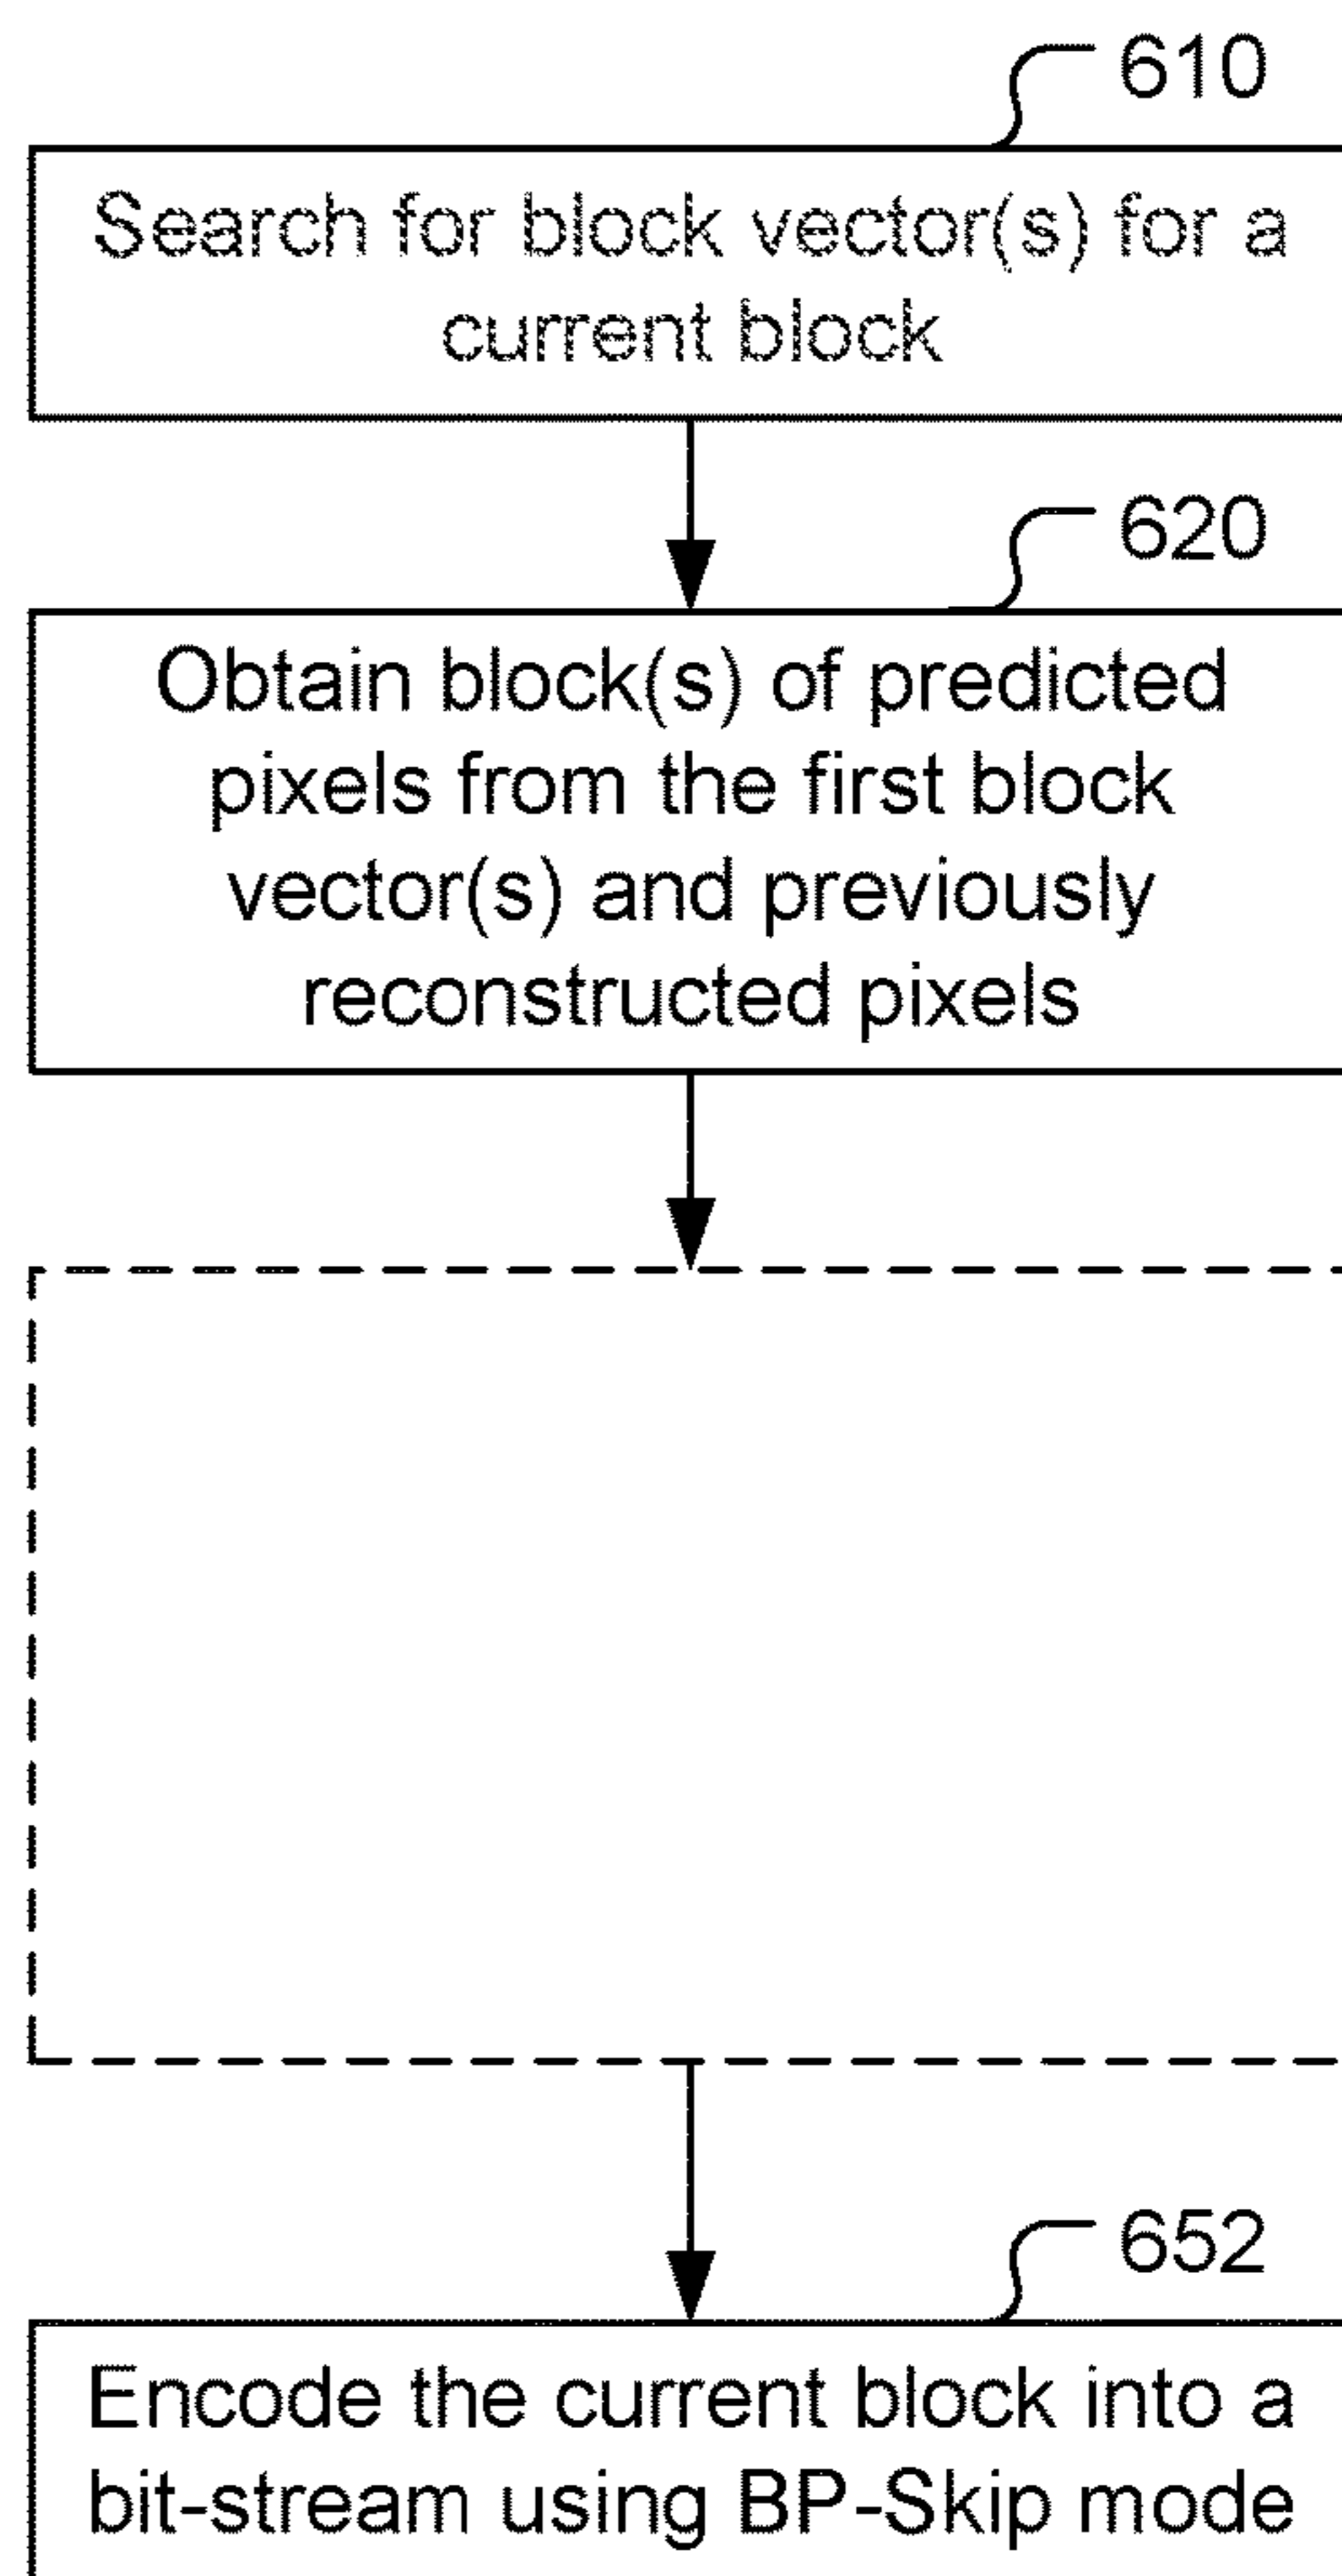 610
Search for block vector(s) for a
current block
620
Obtain block(s) of predicted
pixels from the first block
vector(s) and previously
reconstructed pixels
652
Encode the current block into a
bit-stream using BP-Skip mode